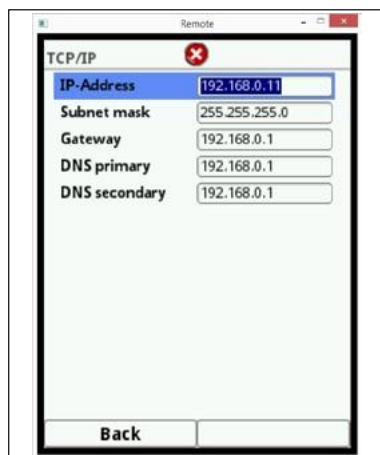 Remote
TCP/IP
IP-Address 192.168.0.11
Subnet mask 255.255.255.0
Gateway 192.168.0.1
DNS primary 192.168.0.1
DNS secondary 192.168.0.1
Back